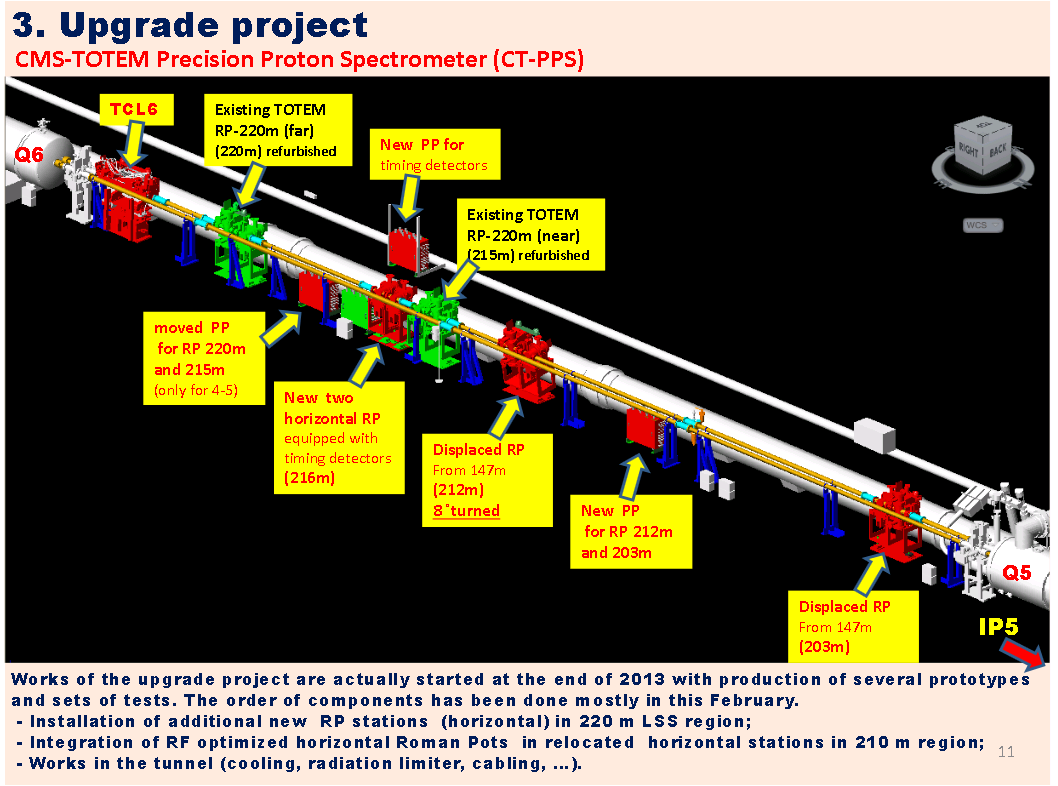 3. Upgrade project
CMS-TOTEM Precision Proton Spectrometer (CT-PPS)
TCL6
Existing TOTEM
RP-220m (far)
(220m) refurbished
New PP for
timing detectors
Q6
Existing TOTEM
RP-220m (near)
(215m) refurbished
RIGHT
BACK
WCS
moved PP
for RP 220m
and 215m
(only for 4-5)
New two
horizontal RP
equipped with
timing detectors
(216m)
Displaced RP
From 147m
(212m)
8˚turned
New PP
for RP 212m
and 203m
Q5
Displaced RP
From 147m
(203m)
IP5
Works of the upgrade project are actually started at the end of 2013 with production of several prototypes
and sets of tests. The order of components has been done mostly in this February.
- Installation of additional new RP stations (horizontal) in 220 m LSS region;
- Integration of RF optimized horizontal Roman Pots in relocated horizontal stations in 210 m region;
- Works in the tunnel (cooling, radiation limiter, cabling, ...).
11